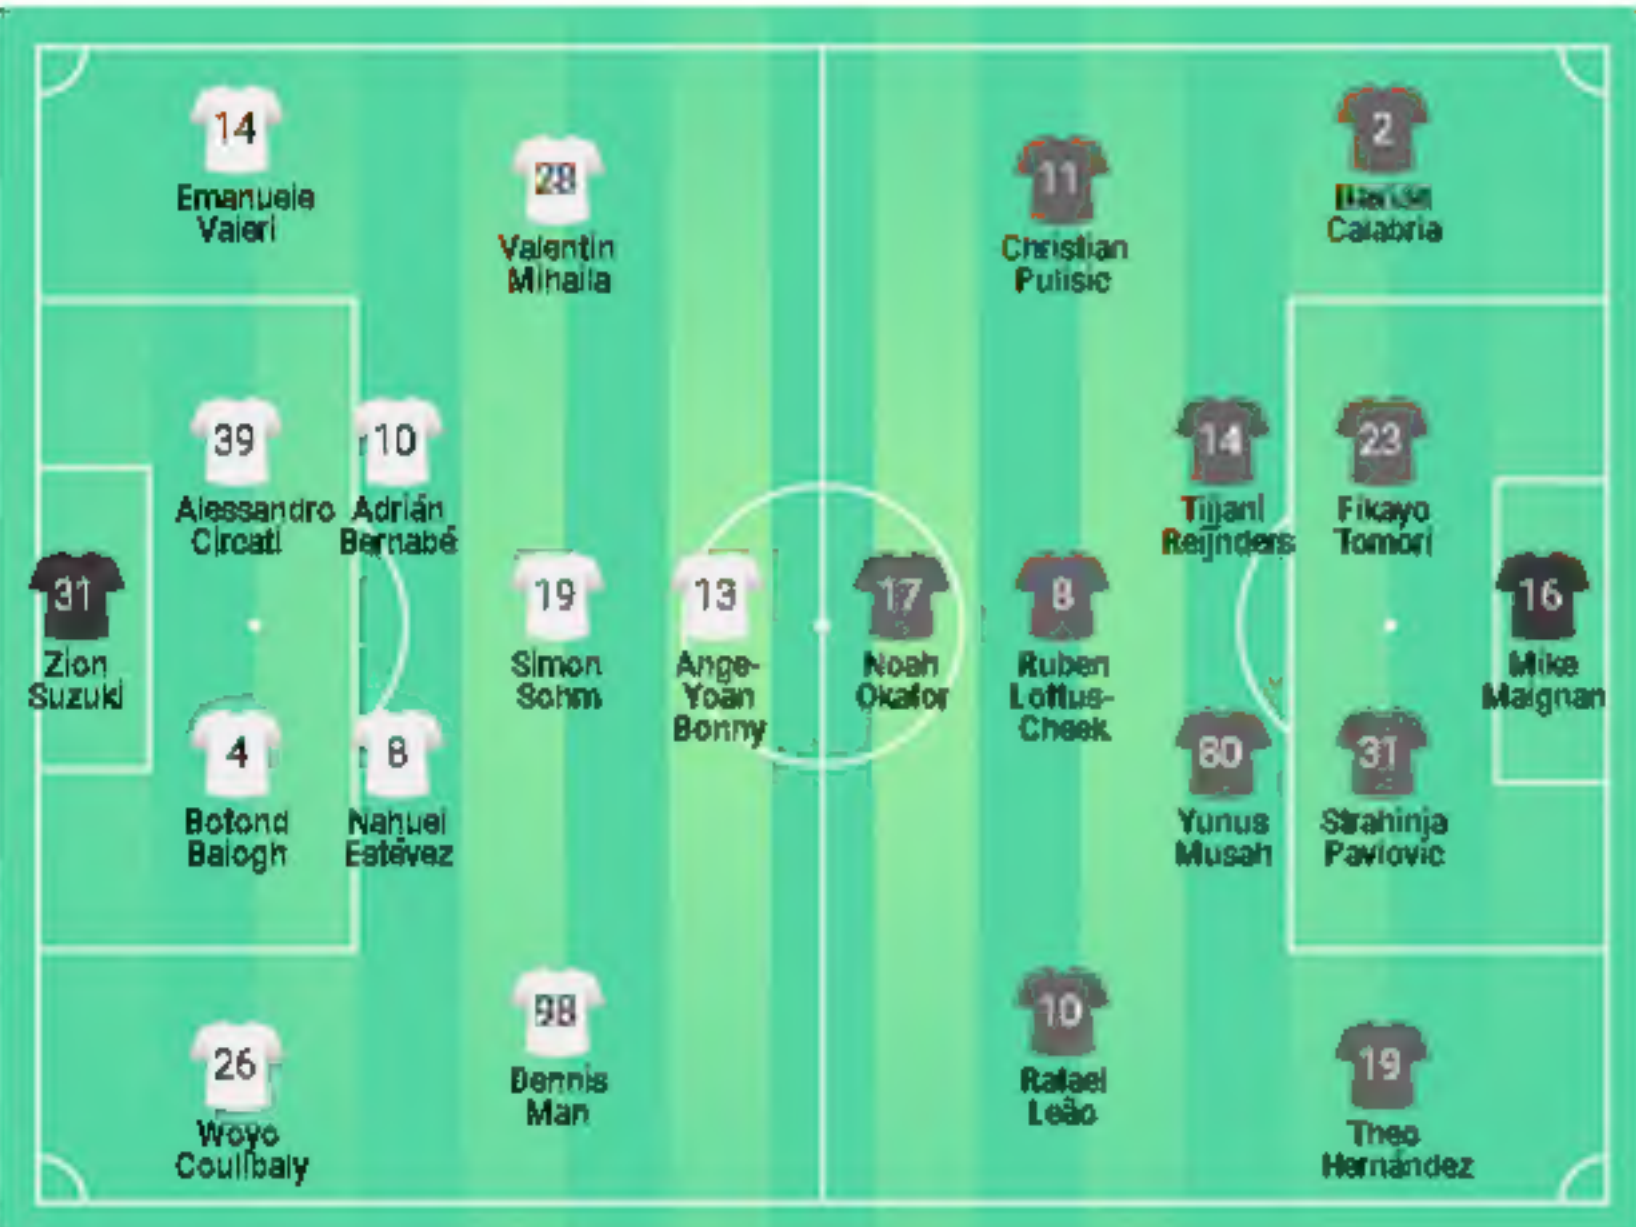 14
Emanuele
Valeri
28
Valentin
Mihaila
11
Christian
Pulisic
2
Calabria
39
Alessandro
Circati
10
Adrián
Bernabé
14
Tijjani
Reijnders
23
Fikayo
Tomori
31
Zion
Suzuki
19
Simon
Sohm
13
Ange-
Yoan
Bonny
17
Noah
Okafor
8
Ruben
Loftus-
Cheek
16
Mike
Maignan
4
Botond
Balogh
8
Nahuel
Estévez
80
Yunus
Musah
31
Strahinja
Pavlovic
26
Woyo
Coulibaly
98
Dennis
Man
10
Rafael
Leão
19
Theo
Hernández